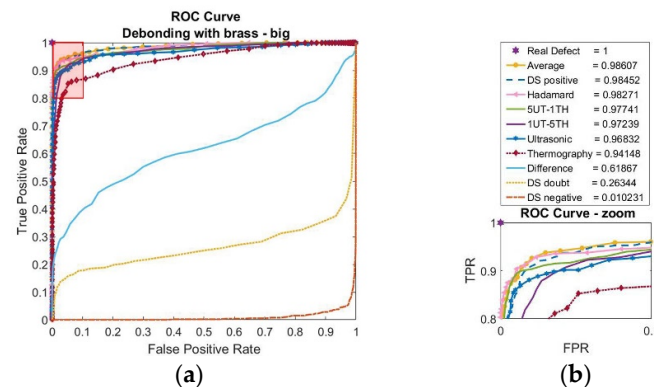 ROC Curve
Debonding with brass - big
1
0.9
0.8
0.7
0.6
0.5
0.4
0.3
0.2
0.1
0
True Positive Rate
0 0.1 0.2 0.3 0.4 0.5 0.6 0.7 0.8 0.9 1
False Positive Rate
(a)
Real Defect = 1
Average = 0.98607
DS positive = 0.98452
Hadamard = 0.98271
5UT-1TH = 0.97741
1UT-5TH = 0.97239
Ultrasonic = 0.96832
Thermography = 0.94148
Difference = 0.61867
DS doubt = 0.26344
DS negative = 0.010231
ROC Curve - zoom
1
0.9
0.8
TPR
0 0.
FPR
(b)